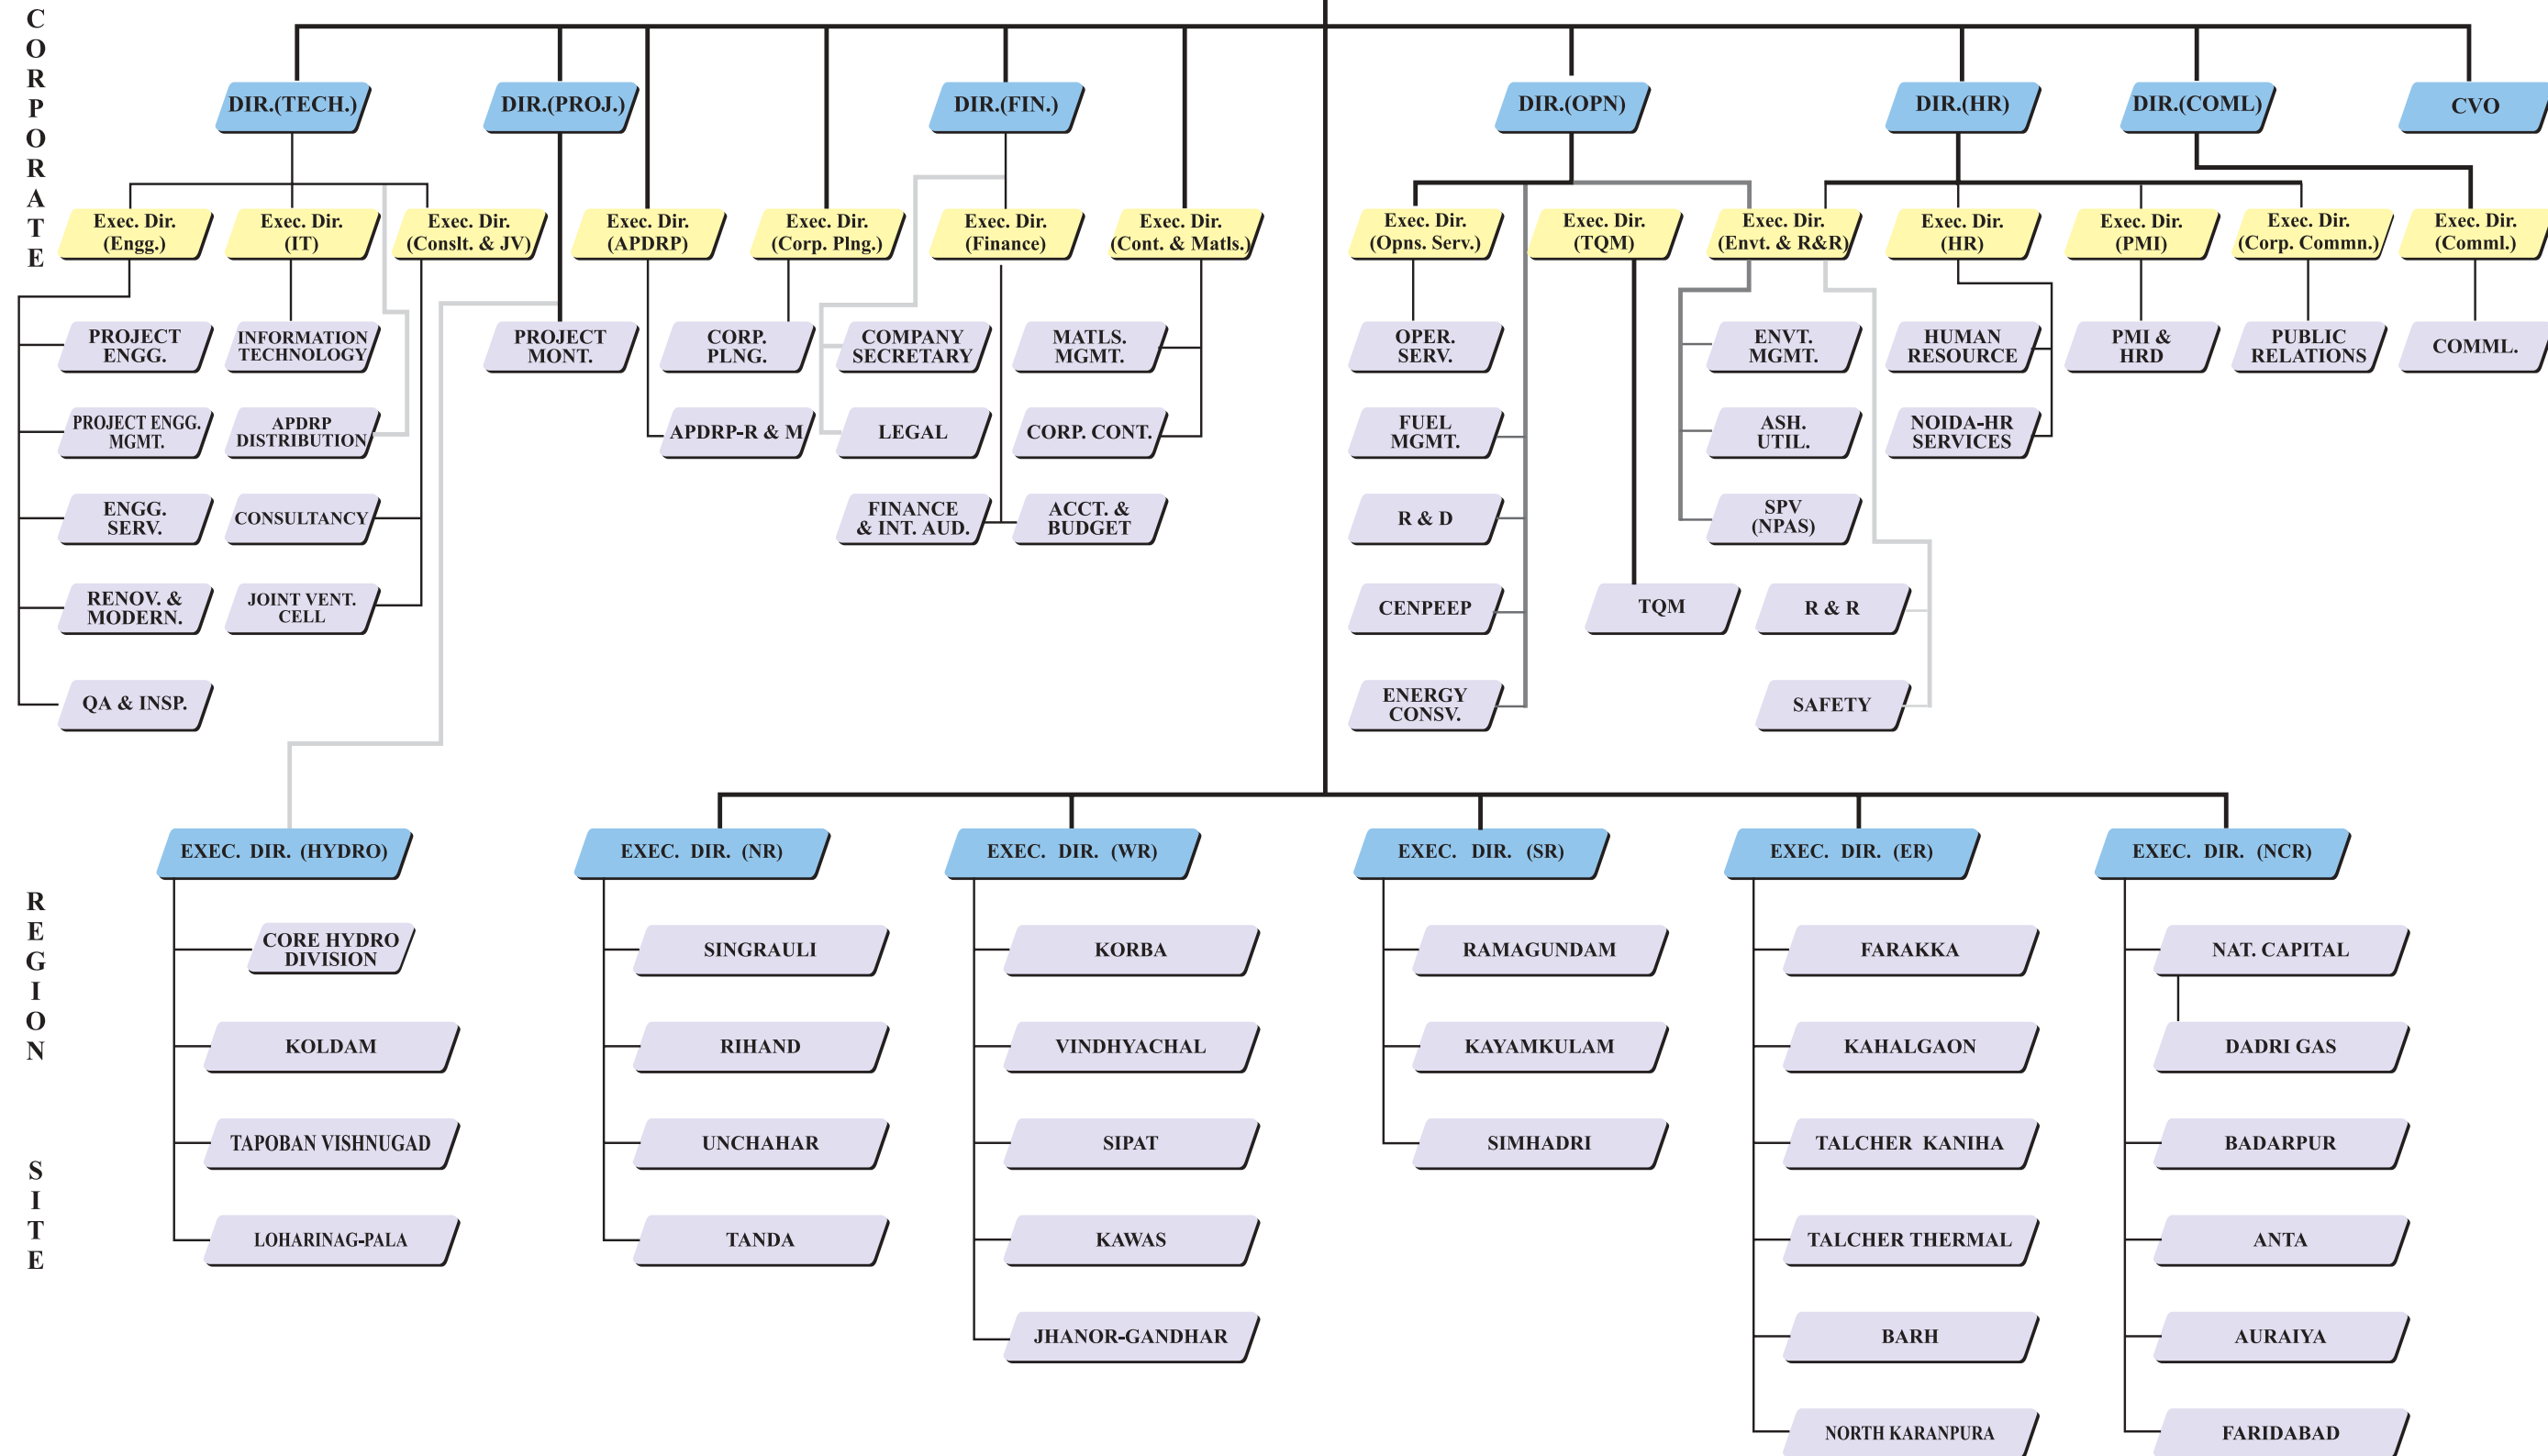 CORPORATE
DIR.(TECH.)
DIR.(PROJ.)
DIR.(FIN.)
DIR.(OPN)
DIR.(HR)
DIR.(COML)
CVO
Exec. Dir.
(Engg.)
Exec. Dir.
(IT)
Exec. Dir.
(Conslt. & JV)
Exec. Dir.
(APDRP)
Exec. Dir.
(Corp. Plng.)
Exec. Dir.
(Finance)
Exec. Dir.
(Cont. & Matls.)
Exec. Dir.
(Opns. Serv.)
Exec. Dir.
(TQM)
Exec. Dir.
(Envt. & R&R)
Exec. Dir.
(HR)
Exec. Dir.
(PMI)
Exec. Dir.
(Corp. Commn.)
Exec. Dir.
(Comml.)
PROJECT
ENGG.
INFORMATION
TECHNOLOGY
PROJECT
MONT.
CORP.
PLNG.
COMPANY
SECRETARY
MATLS.
MGMT.
OPER.
SERV.
ENVT.
MGMT.
HUMAN
RESOURCE
PMI &
HRD
PUBLIC
RELATIONS
COMML.
PROJECT ENGG.
MGMT.
APDRP
DISTRIBUTION
APDRP-R & M
LEGAL
CORP. CONT.
FUEL
MGMT.
ASH.
UTIL.
NOIDA-HR
SERVICES
ENGG.
SERV.
CONSULTANCY
FINANCE
& INT. AUD.
ACCT. &
BUDGET
R & D
SPV
(NPAS)
RENOV. &
MODERN.
JOINT VENT.
CELL
CENPEEP
TQM
R & R
QA & INSP.
ENERGY
CONSV.
SAFETY
REGION
EXEC. DIR. (HYDRO)
EXEC. DIR. (NR)
EXEC. DIR. (WR)
EXEC. DIR. (SR)
EXEC. DIR. (ER)
EXEC. DIR. (NCR)
CORE HYDRO
DIVISION
SINGRAULI
KORBA
RAMAGUNDAM
FARAKKA
NAT. CAPITAL
KOLDAM
RIHAND
VINDHYACHAL
KAYAMKULAM
KAHALGAON
DADRI GAS
SITE
TAPOBAN VISHNUGAD
UNCHAHAR
SIPAT
SIMHADRI
TALCHER KANIHA
BADARPUR
LOHARINAG-PALA
TANDA
KAWAS
TALCHER THERMAL
ANTA
JHANOR-GANDHAR
BARH
AURAIYA
NORTH KARANPURA
FARIDABAD